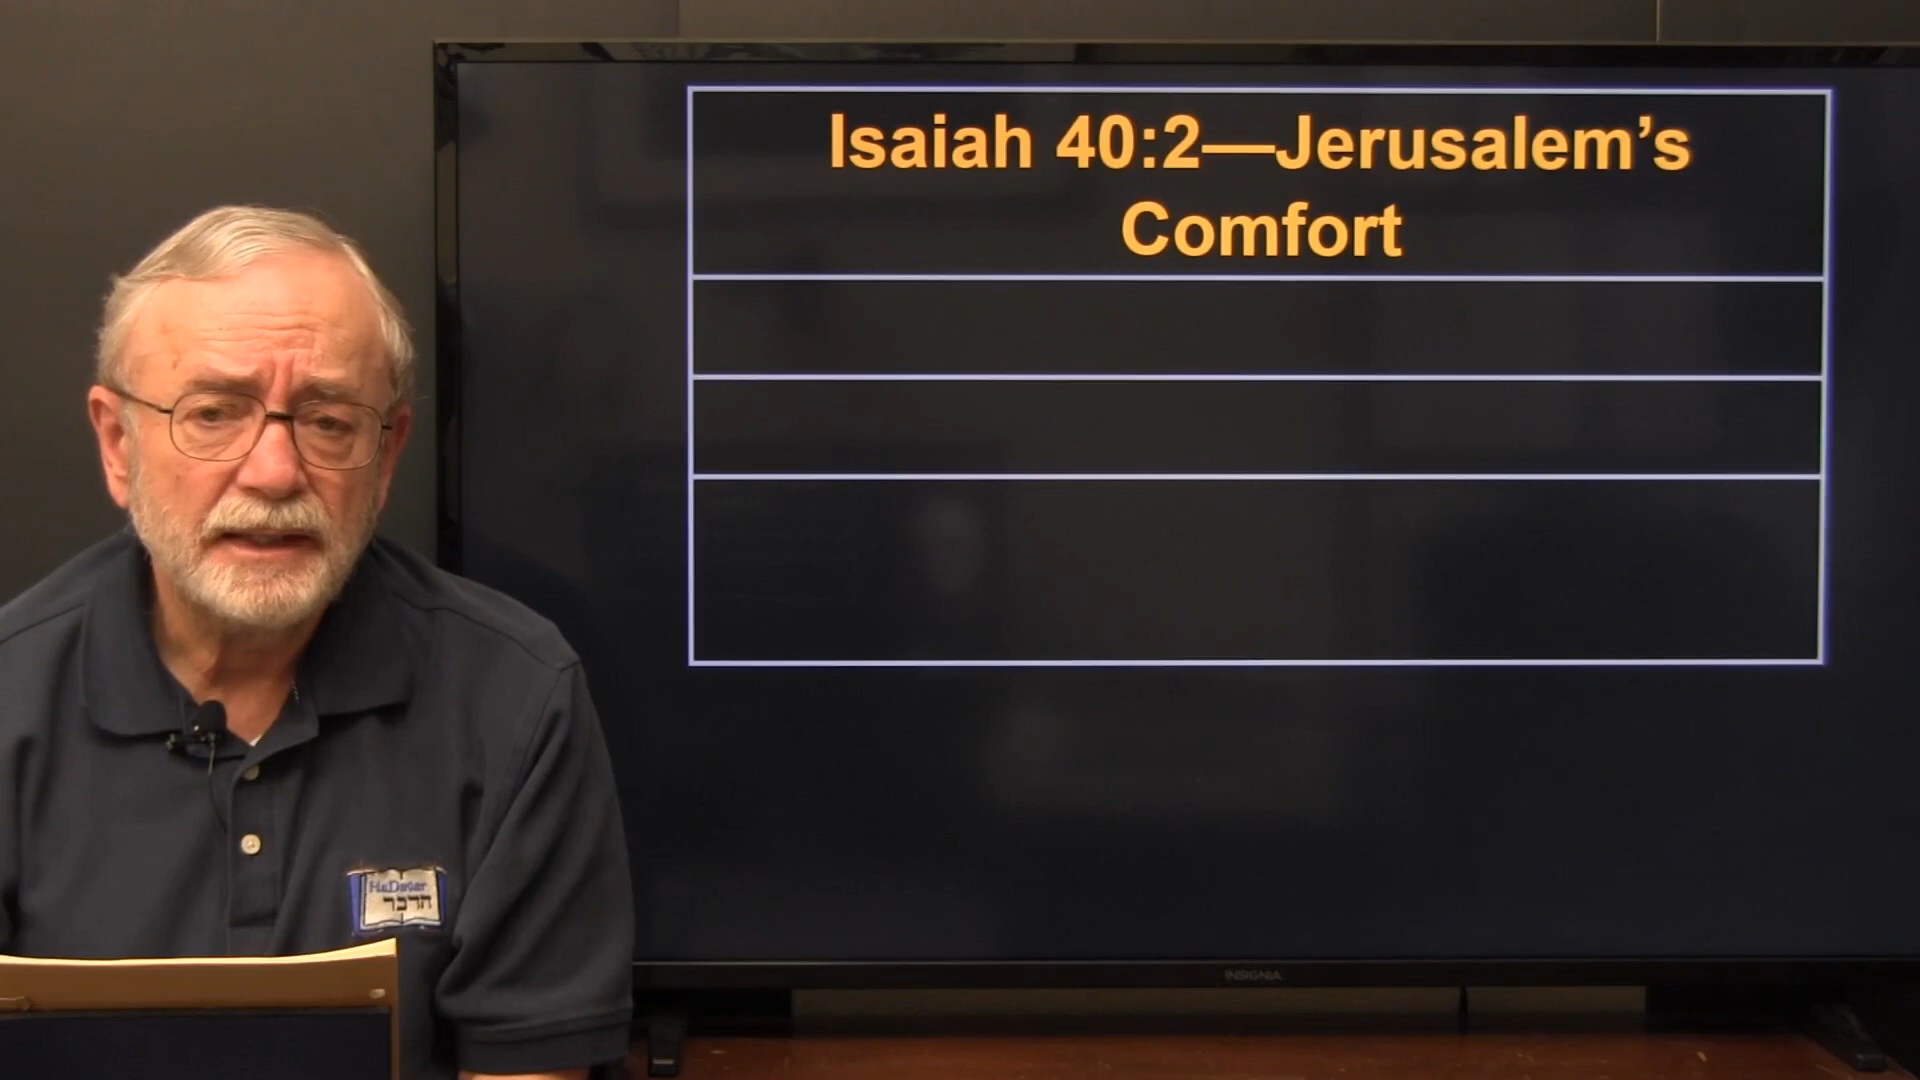 Isaiah 40:2—Jerusalem’s
Comfort
HaDavar
הדבר
INSIGNIA